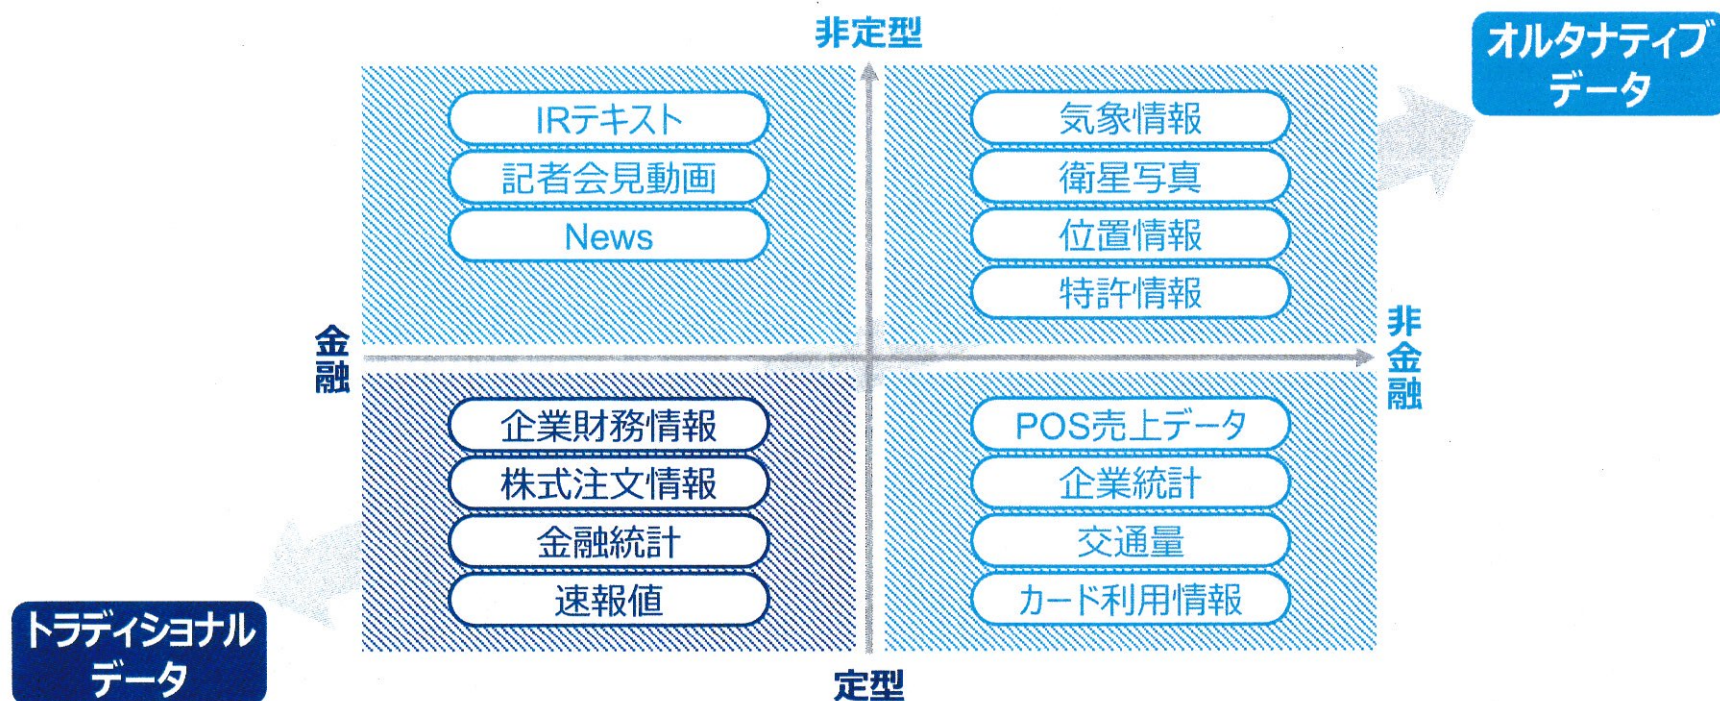 非定型
オルタナティブ
データ
IRテキスト
記者会見動画
News
気象情報
衛星写真
位置情報
特許情報
金融
非金融
企業財務情報
株式注文情報
金融統計
速報値
POS売上データ
企業統計
交通量
カード利用情報
トラディショナル
データ
定型